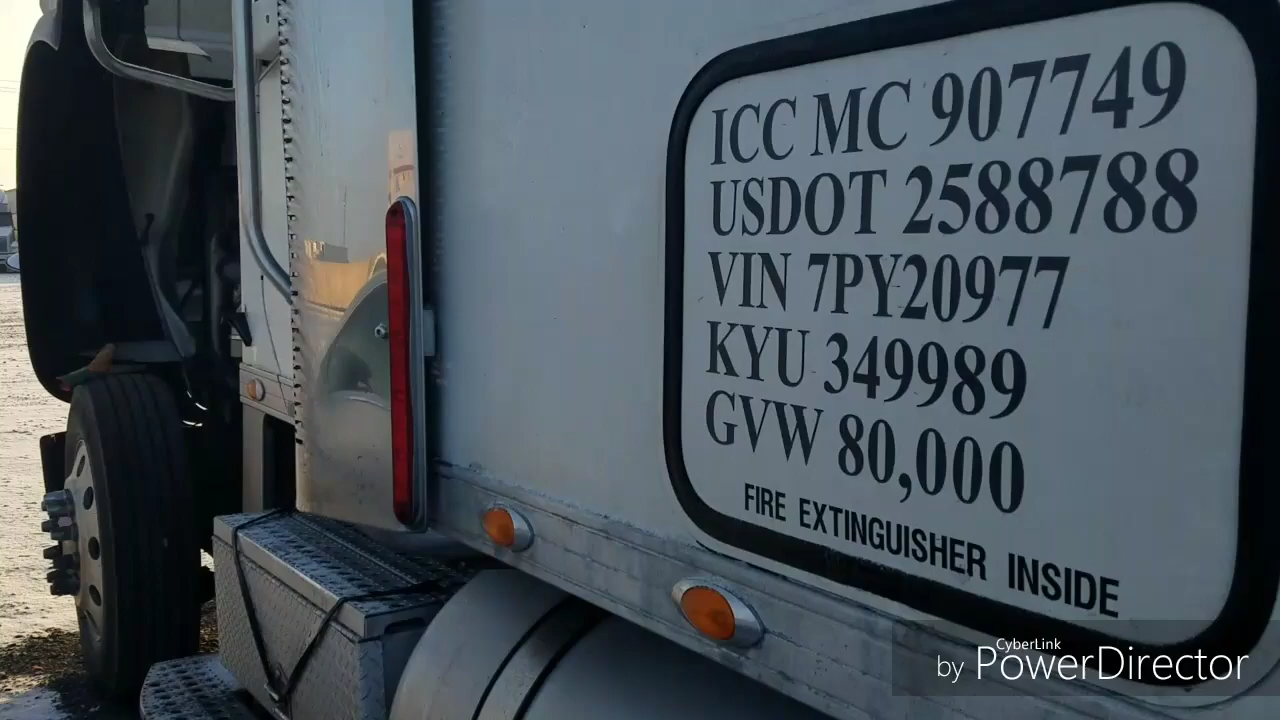 ICC MC 907749
USDOT 2588788
VIN 7PY20977
KYU 349989
GVW 80,000
FIRE EXTINGUISHER INSIDE
CyberLink
by PowerDirector